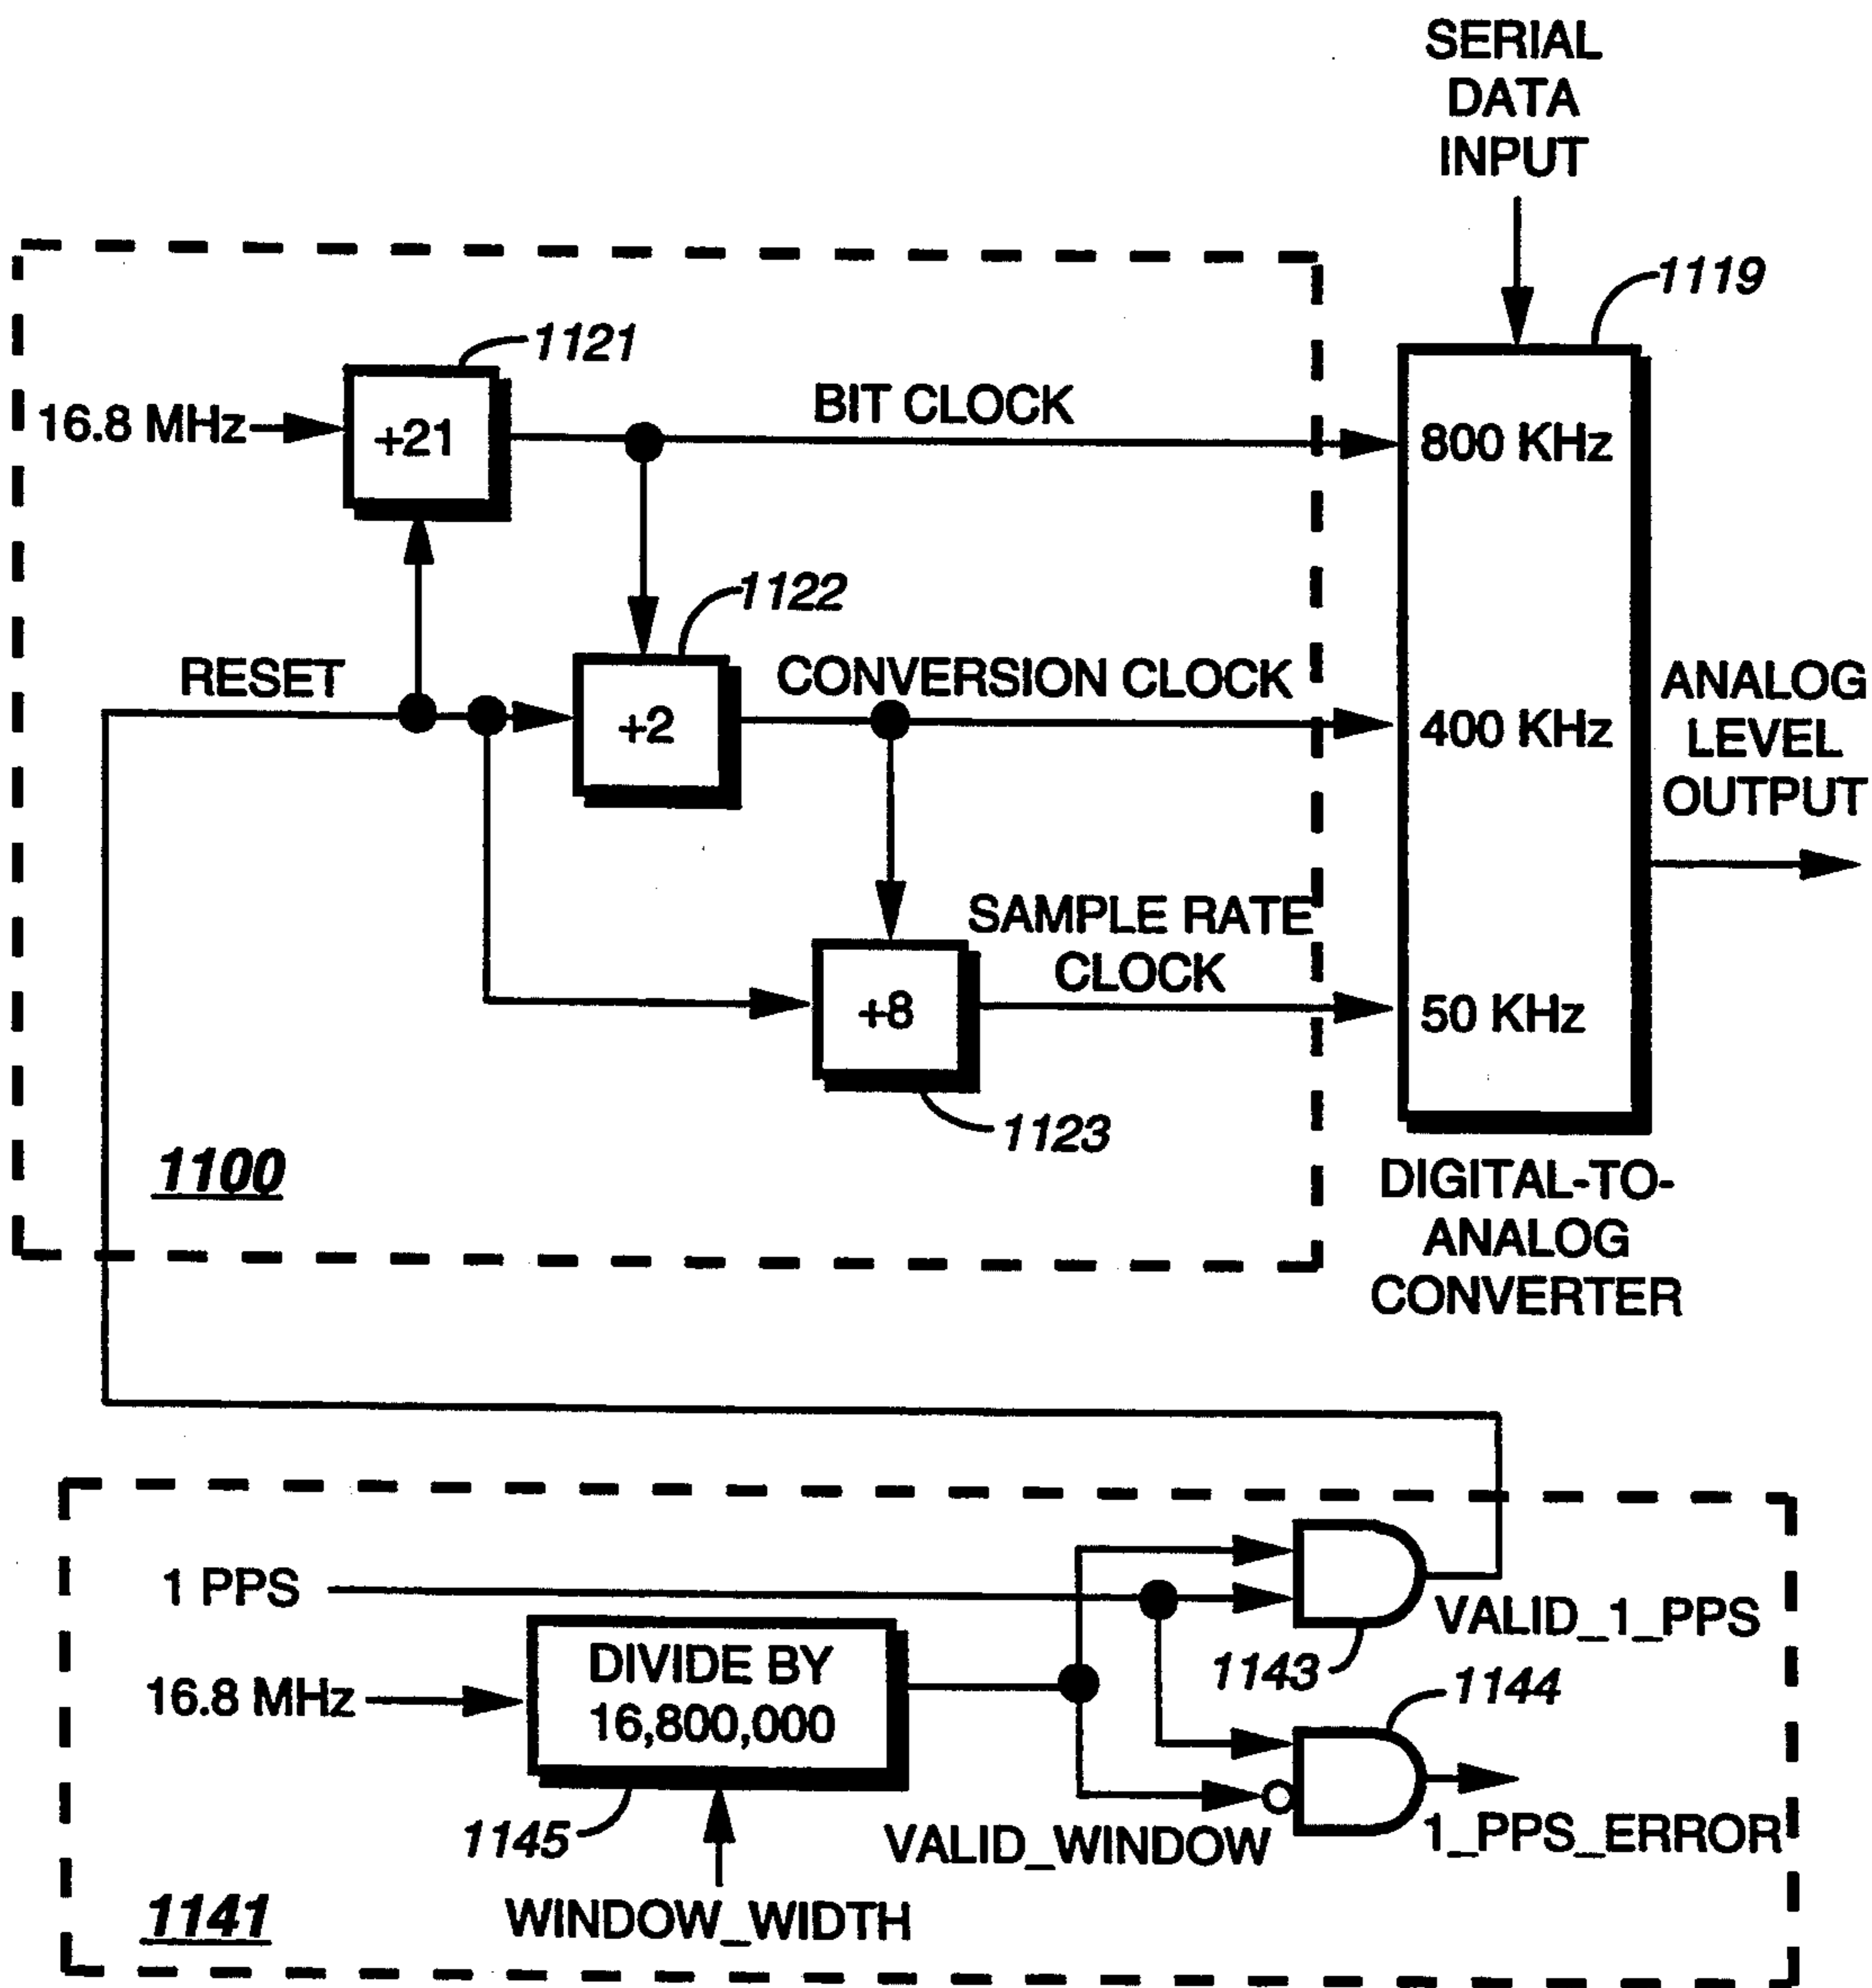 SERIAL
DATA
INPUT
1119
1121
16.8 MHz
+21
BIT CLOCK
800 KHz
1122
RESET
+2
CONVERSION CLOCK
400 KHz
ANALOG
LEVEL
OUTPUT
SAMPLE RATE
CLOCK
+8
50 KHz
1123
1100
DIGITAL-TO-
ANALOG
CONVERTER
1 PPS
VALID_1_PPS
1143
16.8 MHz
DIVIDE BY
16,800,000
1144
1145
VALID_WINDOW
1_PPS_ERROR
WINDOW_WIDTH
1141